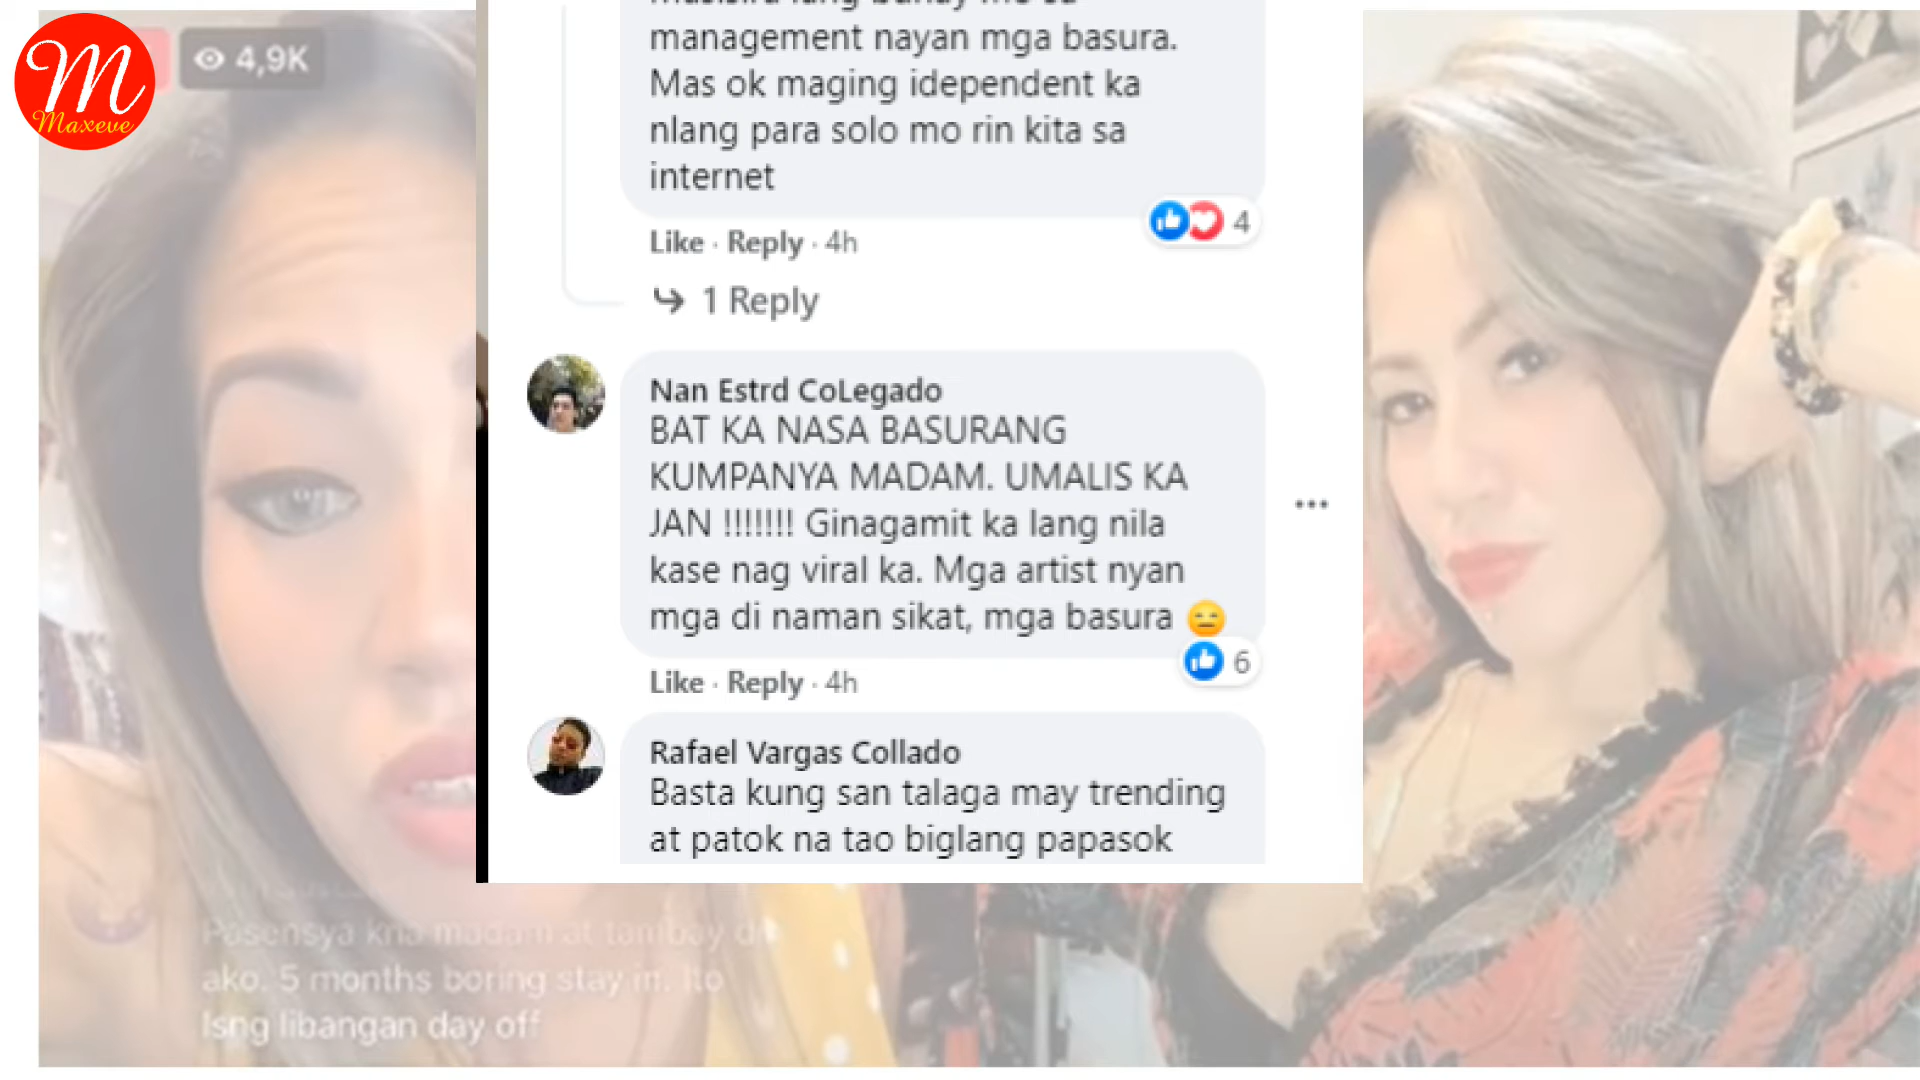 M
Maxeve
4,9K
management nayan mga basura.
Mas ok maging idependent ka
nlang para solo mo rin kita sa
internet
4
Like · Reply · 4h
1 Reply
Nan Estrd CoLegado
BAT KA NASA BASURANG
KUMPANYA MADAM. UMALIS KA
JAN !!!!!!! Ginagamit ka lang nila
kase nag viral ka. Mga artist nyan
mga di naman sikat, mga basura 😑
6
Like · Reply · 4h
Rafael Vargas Collado
Basta kung san talaga may trending
at patok na tao biglang papasok
Pasensya kna madam at tambay
ako. 5 months boring stay in. Ito
lsng libangan day off